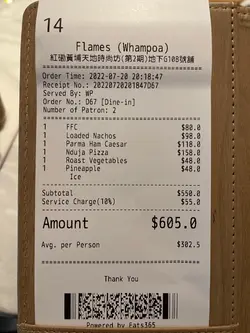 14
Flames (Whampoa)
紅磡黃埔天地時尚坊(第2期)地下G108號舖
Order Time: 2022-07-20 20:18:47
Receipt No.: 20220720201847D67
Served By: WP
Order No.: D67 [Dine-in]
Number of Patron: 2
1 FFC $80.0
1 Loaded Nachos $98.0
1 Parma Ham Caesar $118.0
1 Nduja Pizza $158.0
1 Roast Vegetables $48.0
1 Pineapple $48.0
Ice
Subtotal $550.0
Service Charge(10%) $55.0
Amount $605.0
Avg. per Person $302.5
Thank You
Powered by Eats365